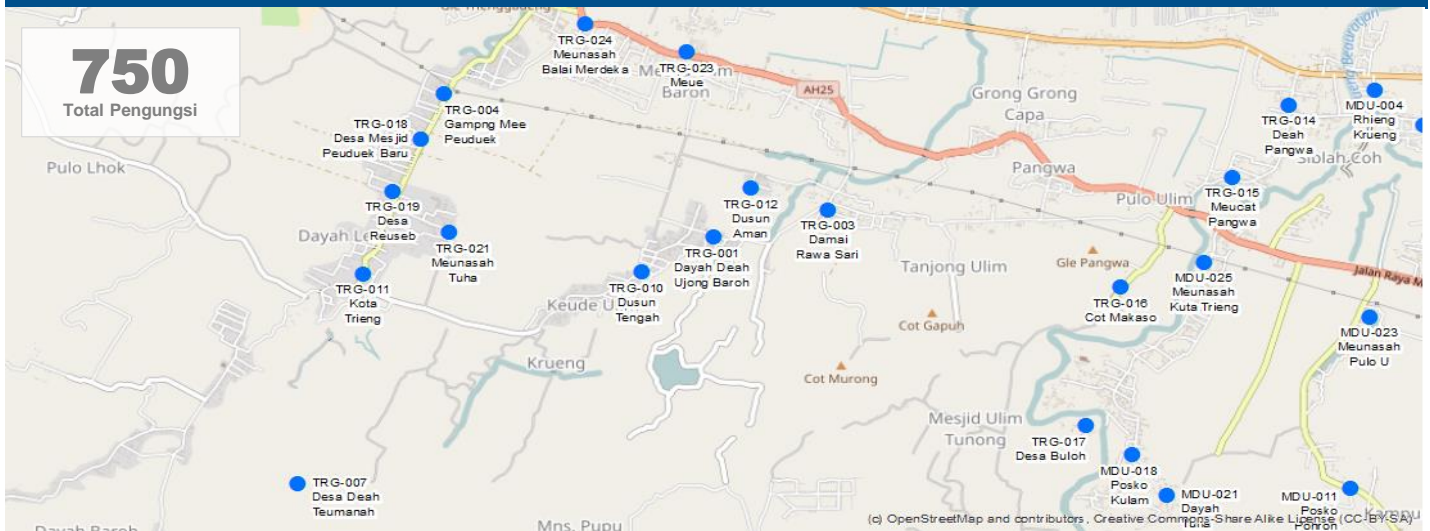 750
Total Pengungsi
TRG-024
Meunasah
Balai Merdeka
TRG-023
Meue
Baron
AH25
Grong Grong
Capa
TRG-004
Gampng Mee
Peuduek
TRG-018
Desa Mesjid
Peuduek Baru
Pulo Lhok
TRG-014
Deah
Pangwa
MDU-004
Rhieng
Krueng
Siblah Coh
Pangwa
TRG-015
Meucat
Pangwa
Pulo Ulim
TRG-019
Desa
Reuseb
TRG-012
Dusun
Aman
TRG-003
Damai
Rawa Sari
TRG-021
Meunasah
Tuha
TRG-001
Dayah Deah
Ujong Baroh
Tanjong Ulim
Gle Pangwa
TRG-011
Kota
Trieng
TRG-010
Dusun
Tengah
TRG-016
Cot Makaso
MDU-025
Meunasah
Kuta Trieng
Cot Gapuh
MDU-023
Meunasah
Pulo U
Krueng
Cot Murong
Mesjid Ulim
Tunong
TRG-017
Desa Buloh
MDU-018
Posko
Kulam
TRG-007
Desa Deah
Teumanah
MDU-021
Dayah
Tuha
MDU-011
Posko
Dayah Baroh
Mns. Pupu
(c) OpenStreetMap and contributors, Creative Commons-Share Alike License (CC-BY-SA)